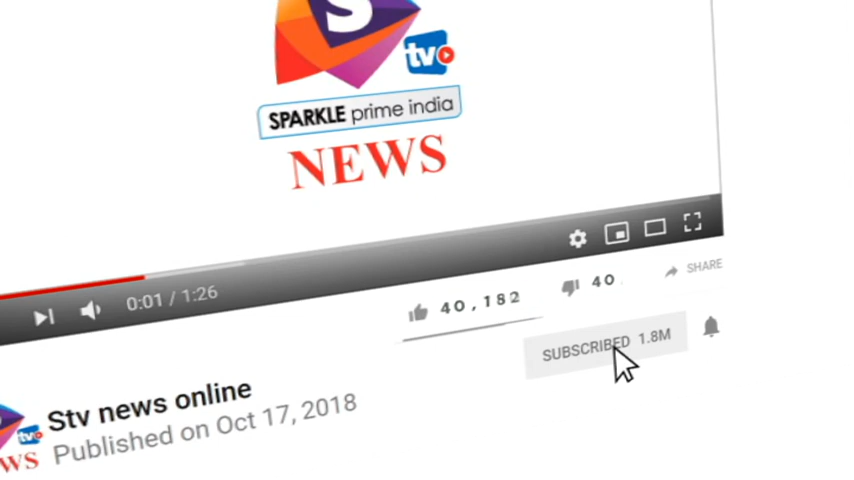 S
tv
SPARKLE prime india
NEWS
0:01 / 1:26
40,182
40
SHARE
SUBSCRIBED 1.8M
Stv news online
Published on Oct 17, 2018
tv
WS